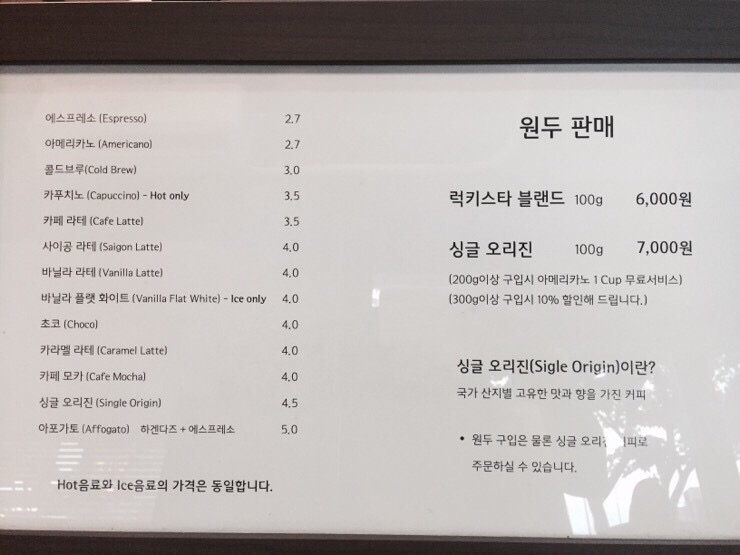 에스프레소 (Espresso) 2.7
아메리카노 (Americano) 2.7
콜드브루(Cold Brew) 3.0
카푸치노 (Capuccino) - Hot only 3.5
카페 라테 (Cafe Latte) 3.5
사이공 라테 (Saigon Latte) 4.0
바닐라 라테 (Vanilla Latte) 4.0
바닐라 플랫 화이트 (Vanilla Flat White) - Ice only 4.0
초코 (Choco) 4.0
카라멜 라테 (Caramel Latte) 4.0
카페 모카 (Cafe Mocha) 4.0
싱글 오리진 (Single Origin) 4.5
아포가토 (Affogato) 하겐다즈 + 에스프레소 5.0
Hot음료와 Ice음료의 가격은 동일합니다.
원두 판매
럭키스타 블랜드 100g 6,000원
싱글 오리진 100g 7,000원
(200g이상 구입시 아메리카노 1 Cup 무료서비스)
(300g이상 구입시 10% 할인해 드립니다.)
싱글 오리진(Sigle Origin)이란?
국가 산지별 고유한 맛과 향을 가진 커피
• 원두 구입은 물론 싱글 오리진
주문하실 수 있습니다.